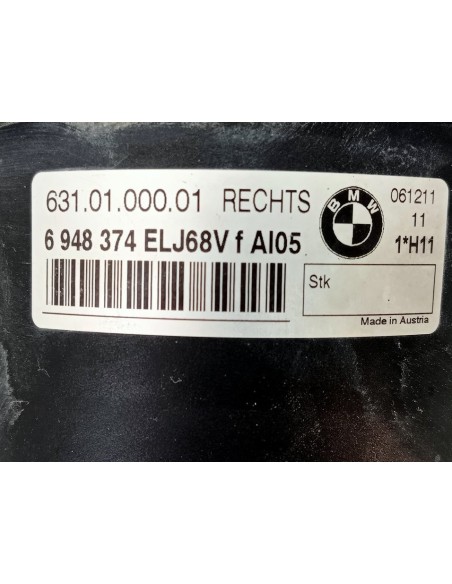 631.01.000.01 RECHTS BMW 061211
11
6 948 374 ELJ68V f AI05 1*H11
Stk
Made in Austria